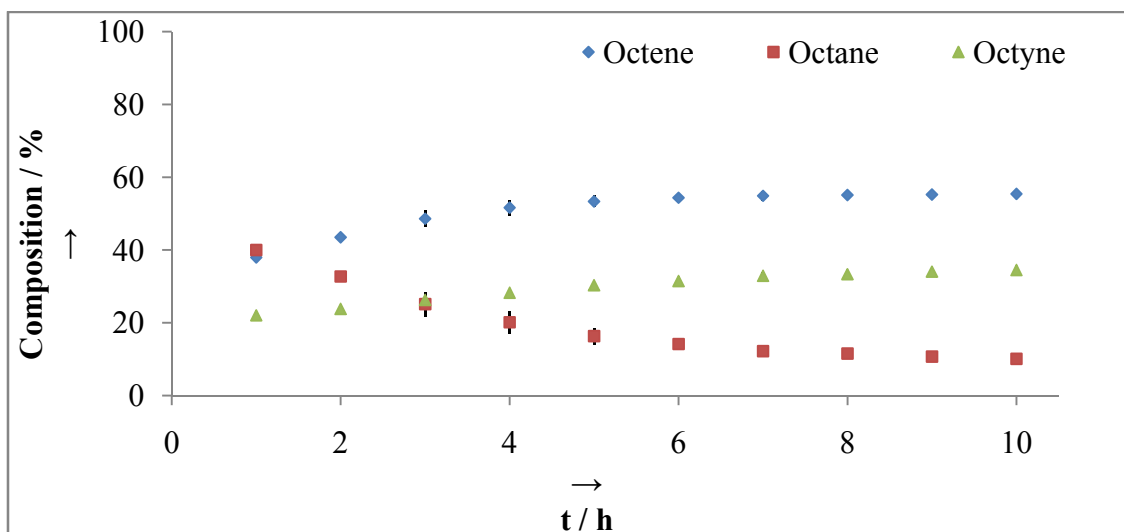 100
Octene Octane Octyne
80
60
40
20
0
Composition / %
→
0 2 4 6 8 10
→
t / h